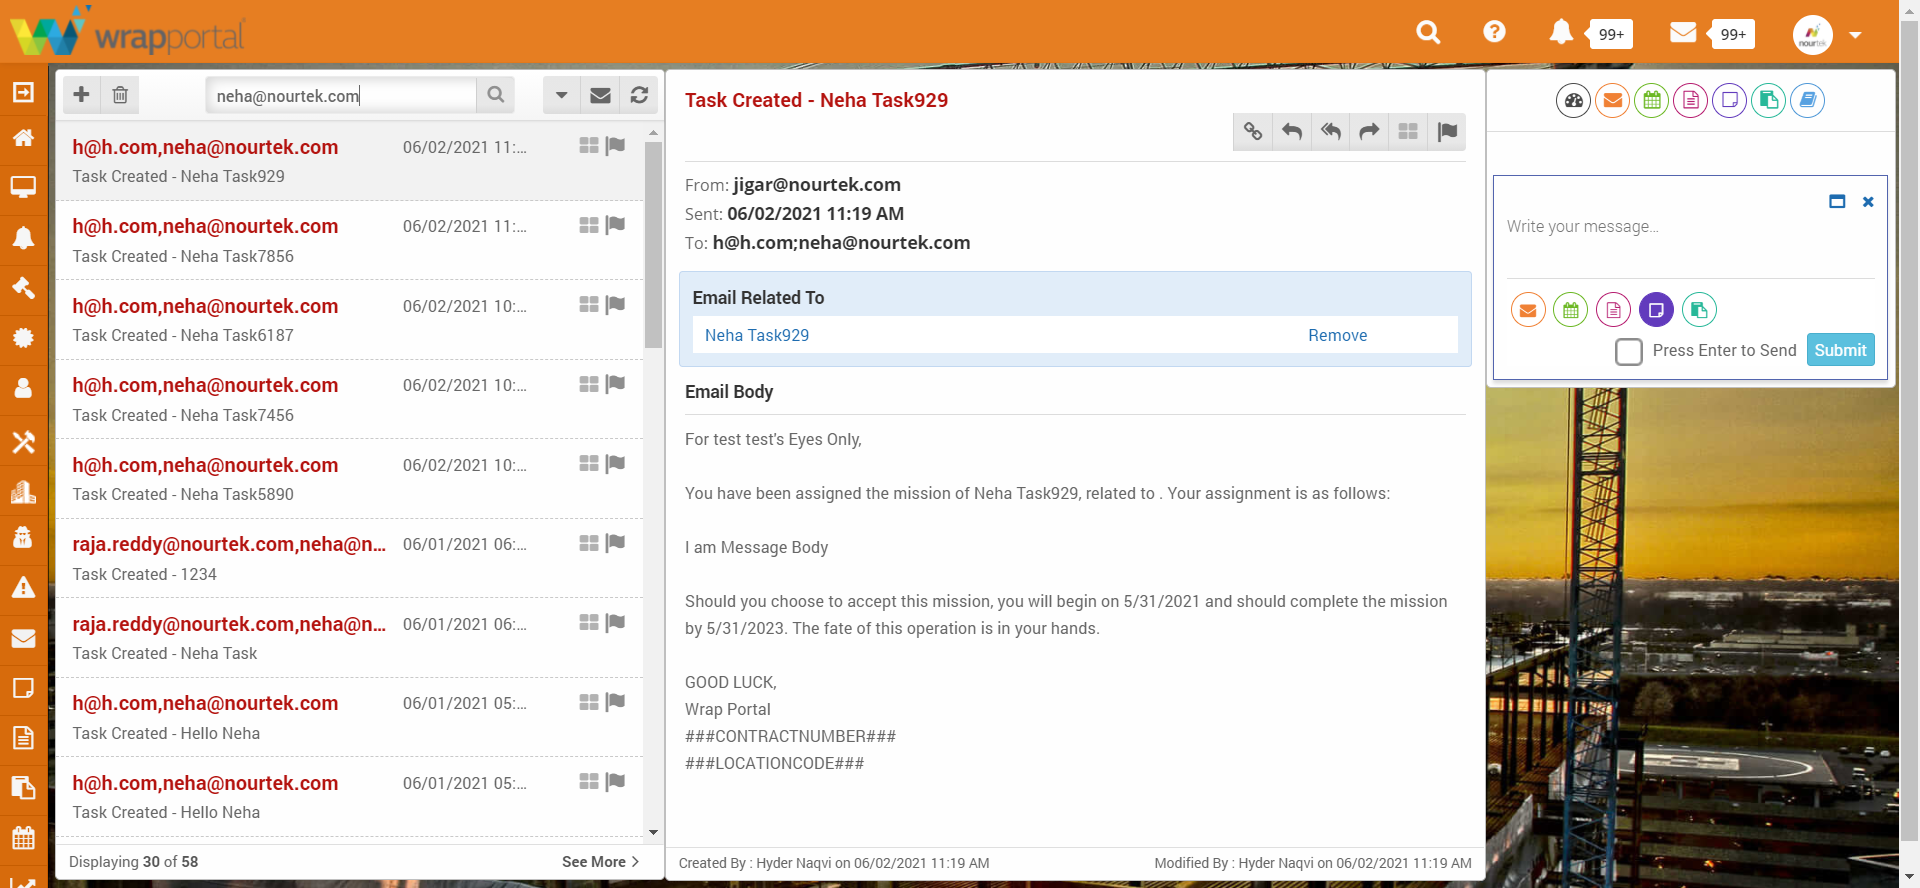 wrapportal
99+
99+
nourtek
neha@nourtek.com
h@h.com,neha@nourtek.com 06/02/2021 11:...
Task Created - Neha Task929
h@h.com,neha@nourtek.com 06/02/2021 11:...
Task Created - Neha Task7856
h@h.com,neha@nourtek.com 06/02/2021 10:...
Task Created - Neha Task6187
h@h.com,neha@nourtek.com 06/02/2021 10:...
Task Created - Neha Task7456
h@h.com,neha@nourtek.com 06/02/2021 10:...
Task Created - Neha Task5890
raja.reddy@nourtek.com,neha@n... 06/01/2021 06:...
Task Created - 1234
raja.reddy@nourtek.com,neha@n... 06/01/2021 06:...
Task Created - Neha Task
h@h.com,neha@nourtek.com 06/01/2021 05:...
Task Created - Hello Neha
h@h.com,neha@nourtek.com 06/01/2021 05:...
Task Created - Hello Neha
Displaying 30 of 58 See More
Task Created - Neha Task929
From: jigar@nourtek.com
Sent: 06/02/2021 11:19 AM
To: h@h.com;neha@nourtek.com
Email Related To
Neha Task929 Remove
Email Body
For test test's Eyes Only,
You have been assigned the mission of Neha Task929, related to . Your assignment is as follows:
I am Message Body
Should you choose to accept this mission, you will begin on 5/31/2021 and should complete the mission
by 5/31/2023. The fate of this operation is in your hands.
GOOD LUCK,
Wrap Portal
###CONTRACTNUMBER###
###LOCATIONCODE###
Created By : Hyder Naqvi on 06/02/2021 11:19 AM Modified By : Hyder Naqvi on 06/02/2021 11:19 AM
Write your message...
Press Enter to Send Submit